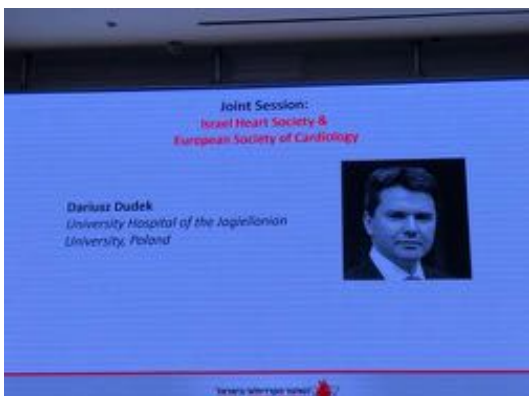 Joint Session:
Israel Heart Society &
European Society of Cardiology
Dariusz Dudek
University Hospital of the Jagiellonian
University, Poland